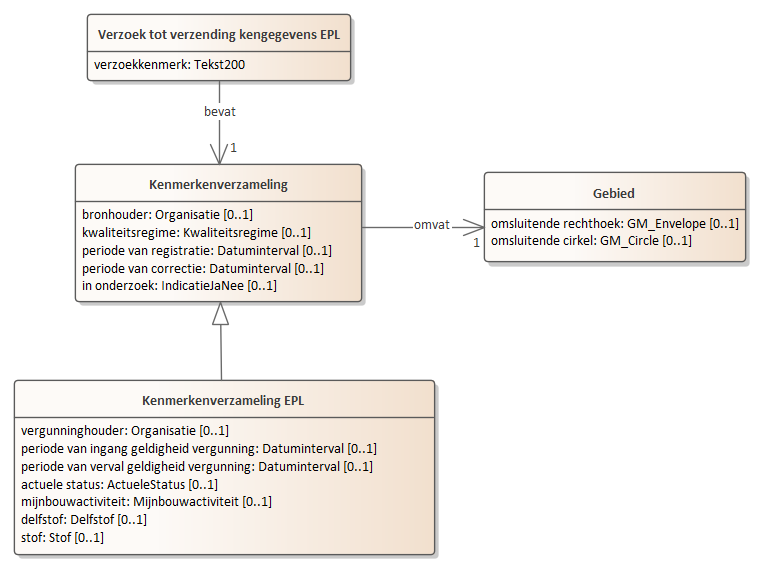 Verzoek tot verzending kengegevens EPL
verzoekkenmerk: Tekst200
bevat
1
Kenmerkenverzameling
bronhouder: Organisatie [0..1]
kwaliteitsregime: Kwaliteitsregime [0..1]
periode van registratie: Datuminterval [0..1]
periode van correctie: Datuminterval [0..1]
in onderzoek: IndicatieJaNee [0..1]
omvat
1
Gebied
omsluitende rechthoek: GM_Envelope [0..1]
omsluitende cirkel: GM_Circle [0..1]
Kenmerkenverzameling EPL
vergunninghouder: Organisatie [0..1]
periode van ingang geldigheid vergunning: Datuminterval [0..1]
periode van verval geldigheid vergunning: Datuminterval [0..1]
actuele status: ActueleStatus [0..1]
mijnbouwactiviteit: Mijnbouwactiviteit [0..1]
delfstof: Delfstof [0..1]
stof: Stof [0..1]